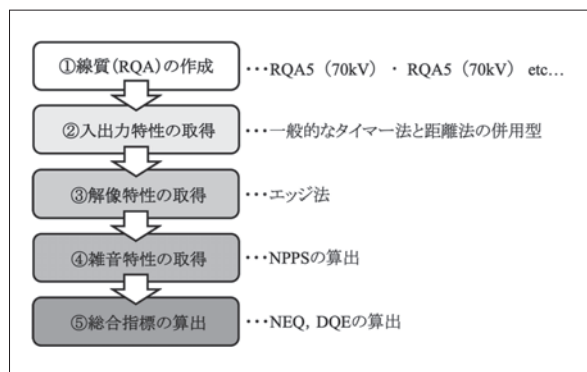 ①線質(RQA)の作成 …RQA5（70kV）・ RQA5（70kV） etc…
②入出力特性の取得 …一般的なタイマー法と距離法の併用型
③解像特性の取得 …エッジ法
④雑音特性の取得 …NPPSの算出
⑤総合指標の算出 …NEQ, DQEの算出